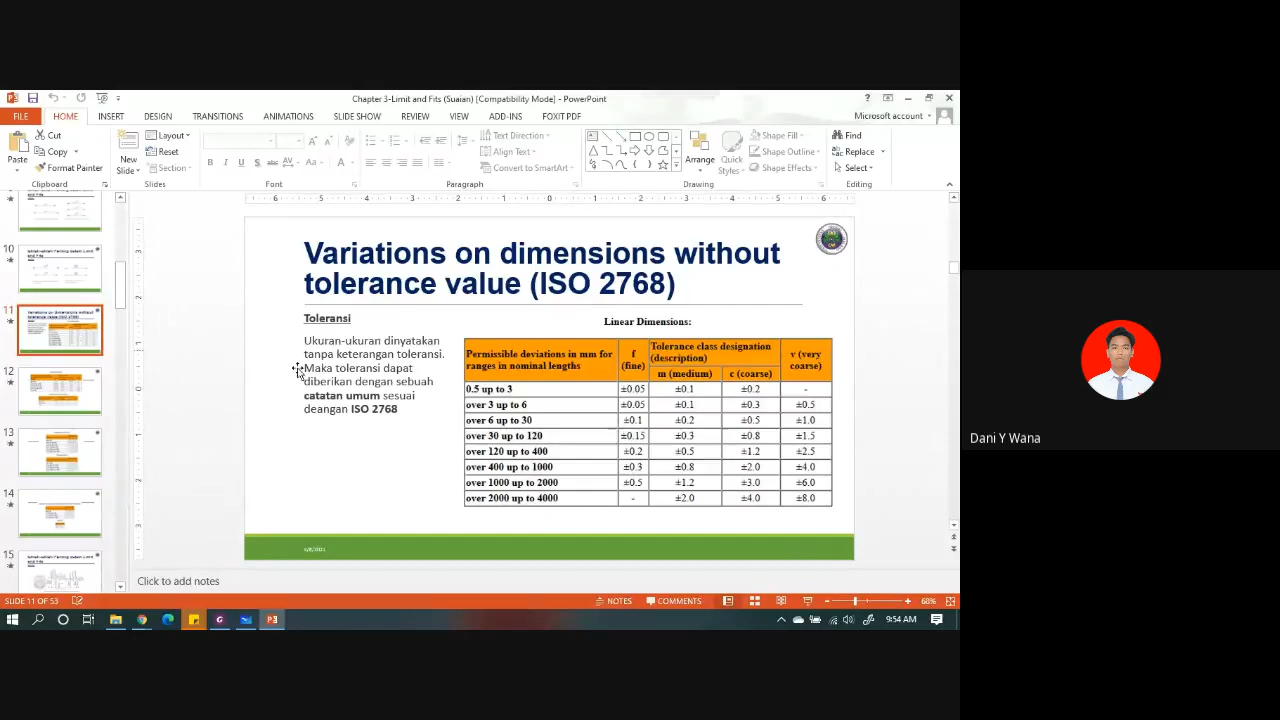 Chapter 3-Limit and Fits (Suaian) [Compatibility Mode] - PowerPoint
FILE HOME INSERT DESIGN TRANSITIONS ANIMATIONS SLIDE SHOW REVIEW VIEW ADD-INS FOXIT PDF Microsoft account
Paste
Cut
Copy
Format Painter
Clipboard
New
Slide
Layout
Reset
Section
Slides
B I U S abc AV Aa A
Font
Text Direction
Align Text
Convert to SmartArt
Paragraph
Arrange
Quick
Styles
Shape Fill
Shape Outline
Shape Effects
Drawing
Find
Replace
Select
Editing
10
11
12
13
14
15
Variations on dimensions without
tolerance value (ISO 2768)
Toleransi
Ukuran-ukuran dinyatakan
tanpa keterangan toleransi.
Maka toleransi dapat
diberikan dengan sebuah
catatan umum sesuai
deangan ISO 2768
Linear Dimensions:
Permissible deviations in mm for
ranges in nominal lengths
f
(fine)
Tolerance class designation
(description)
m (medium) c (coarse)
v (very
coarse)
0.5 up to 3 ±0.05 ±0.1 ±0.2 -
over 3 up to 6 ±0.05 ±0.1 ±0.3 ±0.5
over 6 up to 30 ±0.1 ±0.2 ±0.5 ±1.0
over 30 up to 120 ±0.15 ±0.3 ±0.8 ±1.5
over 120 up to 400 ±0.2 ±0.5 ±1.2 ±2.5
over 400 up to 1000 ±0.3 ±0.8 ±2.0 ±4.0
over 1000 up to 2000 ±0.5 ±1.2 ±3.0 ±6.0
over 2000 up to 4000 - ±2.0 ±4.0 ±8.0
Click to add notes
SLIDE 11 OF 53 NOTES COMMENTS 68%
9:54 AM
Dani Y Wana